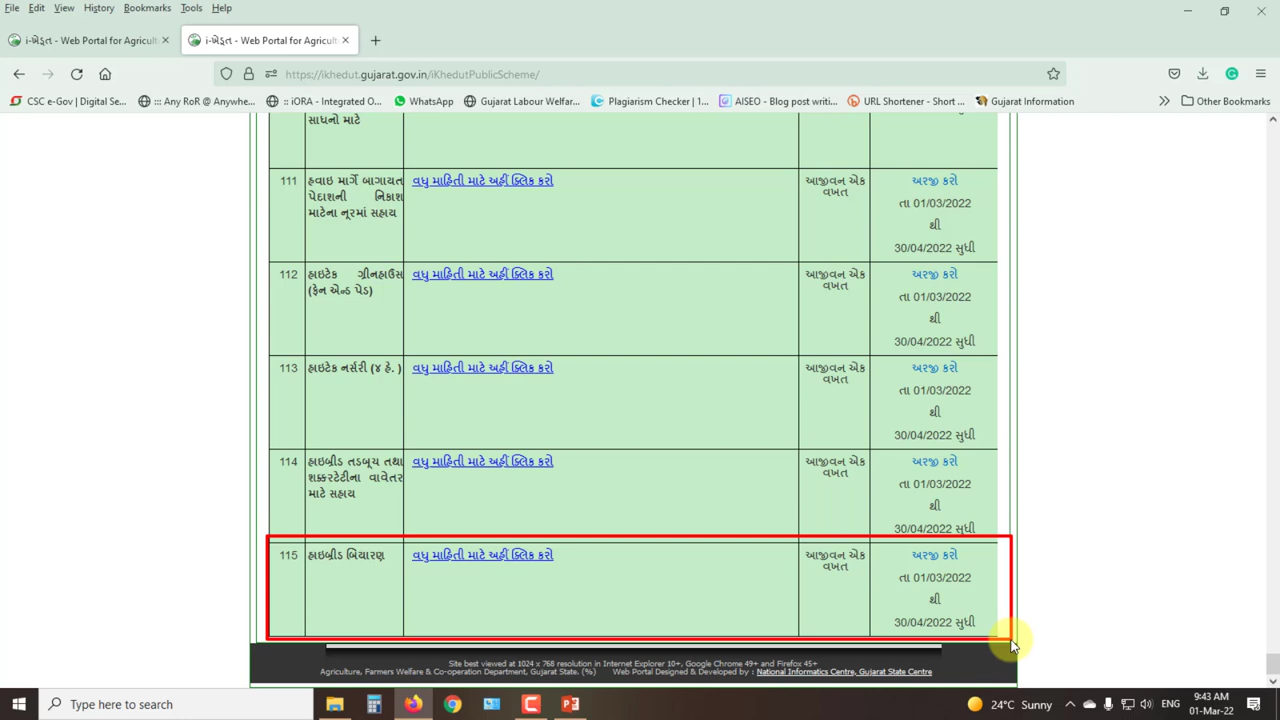 File Edit View History Bookmarks Tools Help
i-ખેડૂત - Web Portal for Agricult
i-ખેડૂત - Web Portal for Agricult
https://ikhedut.gujarat.gov.in/iKhedutPublicScheme/
CSC e-Gov | Digital Se... ::: Any RoR @ Anywhe... :: iORA - Integrated O... WhatsApp Gujarat Labour Welfar... Plagiarism Checker | 1... AISEO - Blog post writi... URL Shortener - Short ... Gujarat Information Other Bookmarks
સાધનો માટે
111 હવાઇ માર્ગે બાગાયત વધુ માહિતી માટે અહીં ક્લિક કરો આજીવન એક અરજી કરો
પેદાશની નિકાશ વખત તા 01/03/2022
માટેના નૂરમાં સહાય થી
30/04/2022 સુધી
112 હાઇટેક ગ્રીનહાઉસ વધુ માહિતી માટે અહીં ક્લિક કરો આજીવન એક અરજી કરો
(ફેન એન્ડ પેડ) વખત તા 01/03/2022
થી
30/04/2022 સુધી
113 હાઇટેક નર્સરી (૪ હે. ) વધુ માહિતી માટે અહીં ક્લિક કરો આજીવન એક અરજી કરો
વખત તા 01/03/2022
થી
30/04/2022 સુધી
114 હાઇબ્રીડ તડબૂચ તથા વધુ માહિતી માટે અહીં ક્લિક કરો આજીવન એક અરજી કરો
શક્કરટેટીના વાવેતર વખત તા 01/03/2022
માટે સહાય થી
30/04/2022 સુધી
115 હાઇબ્રીડ બિયારણ વધુ માહિતી માટે અહીં ક્લિક કરો આજીવન એક અરજી કરો
વખત તા 01/03/2022
થી
30/04/2022 સુધી
Site best viewed at 1024 x 768 resolution in Internet Explorer 10+, Google Chrome 49+ and Firefox 45+
Agriculture, Farmers Welfare & Co-operation Department, Gujarat State. (%) Web Portal Designed & Developed by : National Informatics Centre, Gujarat State Centre
Type here to search 24°C Sunny ENG 9:43 AM
01-Mar-22